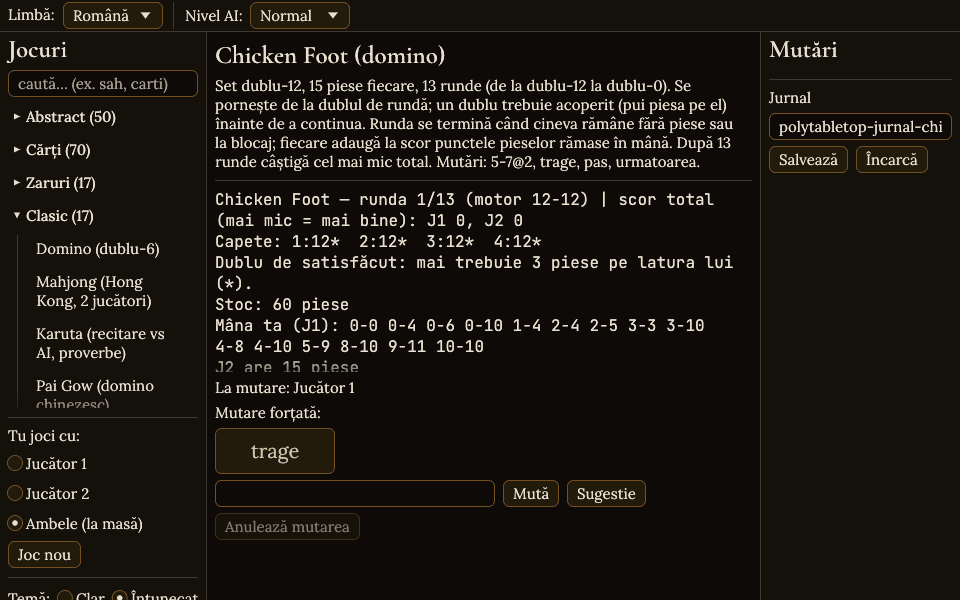 Limbă: Română ▼ Nivel AI: Normal ▼
Jocuri
caută... (ex. sah, carti)
▸ Abstract (50)
▸ Cărți (70)
▸ Zaruri (17)
▾ Clasic (17)
Domino (dublu-6)
Mahjong (Hong
Kong, 2 jucători)
Karuta (recitare vs
AI, proverbe)
Pai Gow (domino
chinezesc)
Tu joci cu:
Jucător 1
Jucător 2
Ambele (la masă)
Joc nou
Temă: Clar Întunecat
Chicken Foot (domino)
Set dublu-12, 15 piese fiecare, 13 runde (de la dublu-12 la dublu-0). Se
pornește de la dublul de rundă; un dublu trebuie acoperit (pui piesa pe el)
înainte de a continua. Runda se termină când cineva rămâne fără piese sau
la blocaj; fiecare adaugă la scor punctele pieselor rămase în mână. După 13
runde câștigă cel mai mic total. Mutări: 5-7@2, trage, pas, urmatoarea.
Chicken Foot — runda 1/13 (motor 12-12) | scor total
(mai mic = mai bine): J1 0, J2 0
Capete: 1:12* 2:12* 3:12* 4:12*
Dublu de satisfăcut: mai trebuie 3 piese pe latura lui
(*).
Stoc: 60 piese
Mâna ta (J1): 0-0 0-4 0-6 0-10 1-4 2-4 2-5 3-3 3-10
4-8 4-10 5-9 8-10 9-11 10-10
J2 are 15 piese
La mutare: Jucător 1
Mutare forțată:
trage
Mută Sugestie
Anulează mutarea
Mutări
Jurnal
polytabletop-jurnal-chi
Salvează Încarcă